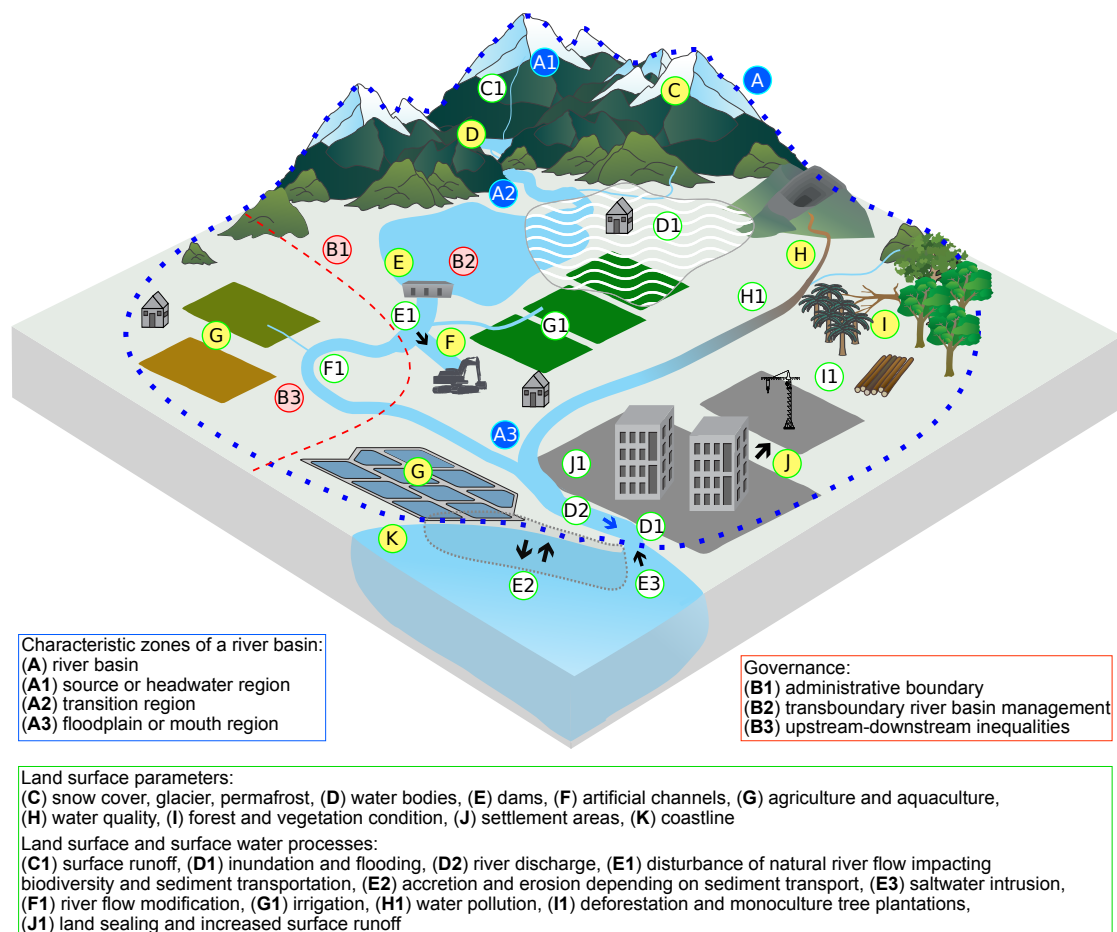 A1
A
C1
C
D
A2
D1
B1
B2
E
H
H1
E1
G1
I
G
F
F1
I1
B3
A3
J1
J
G
D2
D1
K
E2
E3
Characteristic zones of a river basin:
(A) river basin
(A1) source or headwater region
(A2) transition region
(A3) floodplain or mouth region
Governance:
(B1) administrative boundary
(B2) transboundary river basin management
(B3) upstream-downstream inequalities
Land surface parameters:
(C) snow cover, glacier, permafrost, (D) water bodies, (E) dams, (F) artificial channels, (G) agriculture and aquaculture,
(H) water quality, (I) forest and vegetation condition, (J) settlement areas, (K) coastline
Land surface and surface water processes:
(C1) surface runoff, (D1) inundation and flooding, (D2) river discharge, (E1) disturbance of natural river flow impacting
biodiversity and sediment transportation, (E2) accretion and erosion depending on sediment transport, (E3) saltwater intrusion,
(F1) river flow modification, (G1) irrigation, (H1) water pollution, (I1) deforestation and monoculture tree plantations,
(J1) land sealing and increased surface runoff